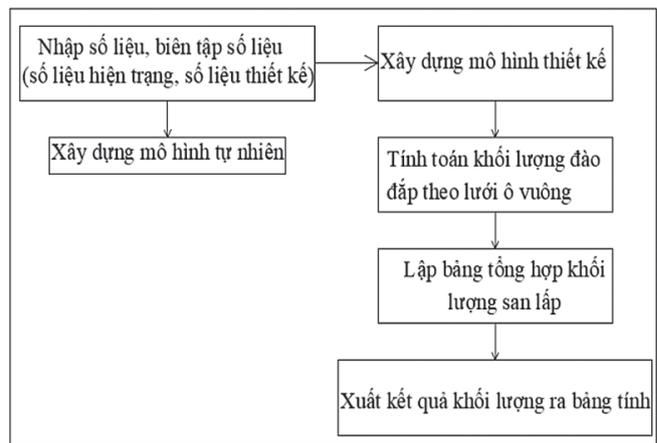 Nhập số liệu, biên tập số liệu
(số liệu hiện trạng, số liệu thiết kế)
Xây dựng mô hình tự nhiên
Xây dựng mô hình thiết kế
Tính toán khối lượng đào
đắp theo lưới ô vuông
Lập bảng tổng hợp khối
lượng san lấp
Xuất kết quả khối lượng ra bảng tính